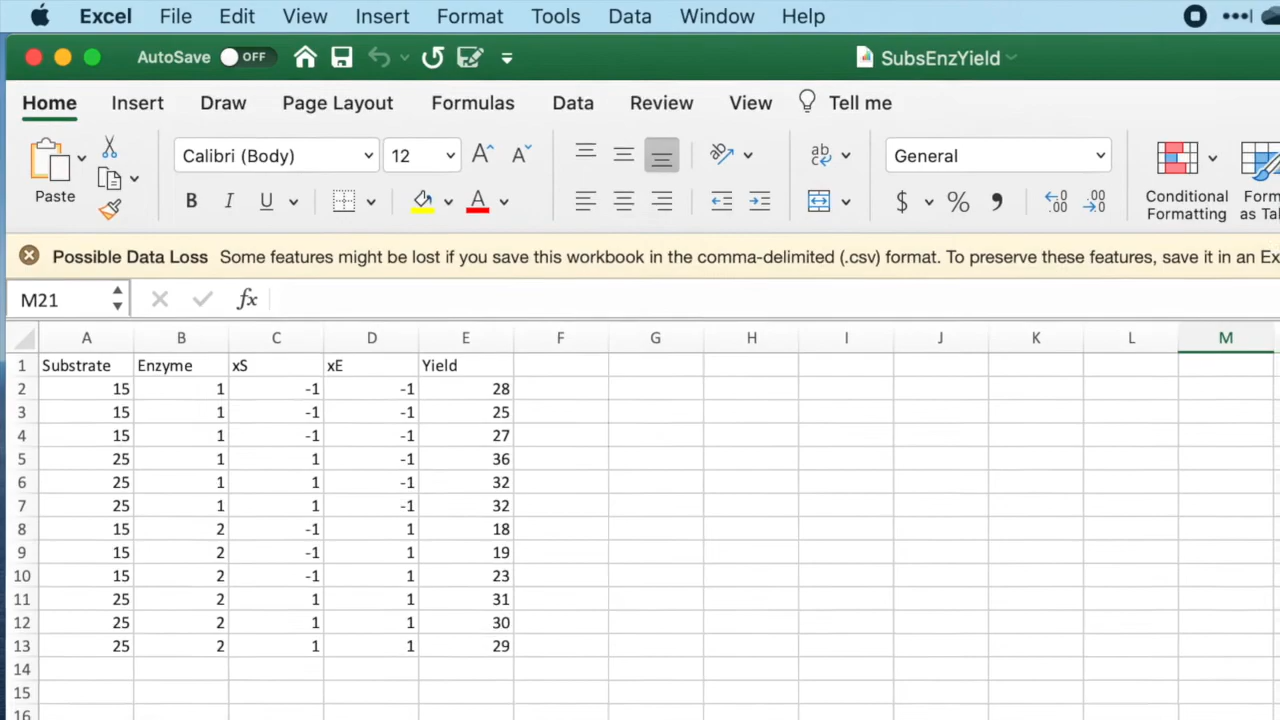 Excel File Edit View Insert Format Tools Data Window Help
AutoSave OFF SubsEnzYield
Home Insert Draw Page Layout Formulas Data Review View Tell me
Calibri (Body) 12 A A ab General
Paste B I U A $ % , .00 .0 Conditional Formatting
Possible Data Loss Some features might be lost if you save this workbook in the comma-delimited (.csv) format. To preserve these features, save it in an
M21 fx
A B C D E F G H I J K L M
1 Substrate Enzyme xS xE Yield
2 15 1 -1 -1 28
3 15 1 -1 -1 25
4 15 1 -1 -1 27
5 25 1 1 -1 36
6 25 1 1 -1 32
7 25 1 1 -1 32
8 15 2 -1 1 18
9 15 2 -1 1 19
10 15 2 -1 1 23
11 25 2 1 1 31
12 25 2 1 1 30
13 25 2 1 1 29
14
15
16